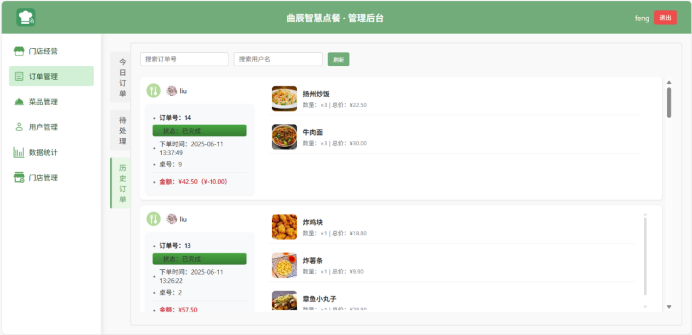 曲辰智慧点餐 - 管理后台
feng
退出
门店经营
订单管理
菜品管理
用户管理
数据统计
门店管理
今日订单
待处理
历史订单
搜索订单号
搜索用户名
刷新
liu
订单号：14
状态：已完成
下单时间：2025-06-11
13:37:49
桌号：9
金额：¥42.50（¥-10.00）
扬州炒饭
数量：×3 | 总价：¥22.50
牛肉面
数量：×3 | 总价：¥30.00
liu
订单号：13
状态：已完成
下单时间：2025-06-11
13:26:22
桌号：2
金额：¥57.50
炸鸡块
数量：×1 | 总价：¥18.80
炸薯条
数量：×1 | 总价：¥9.90
章鱼小丸子